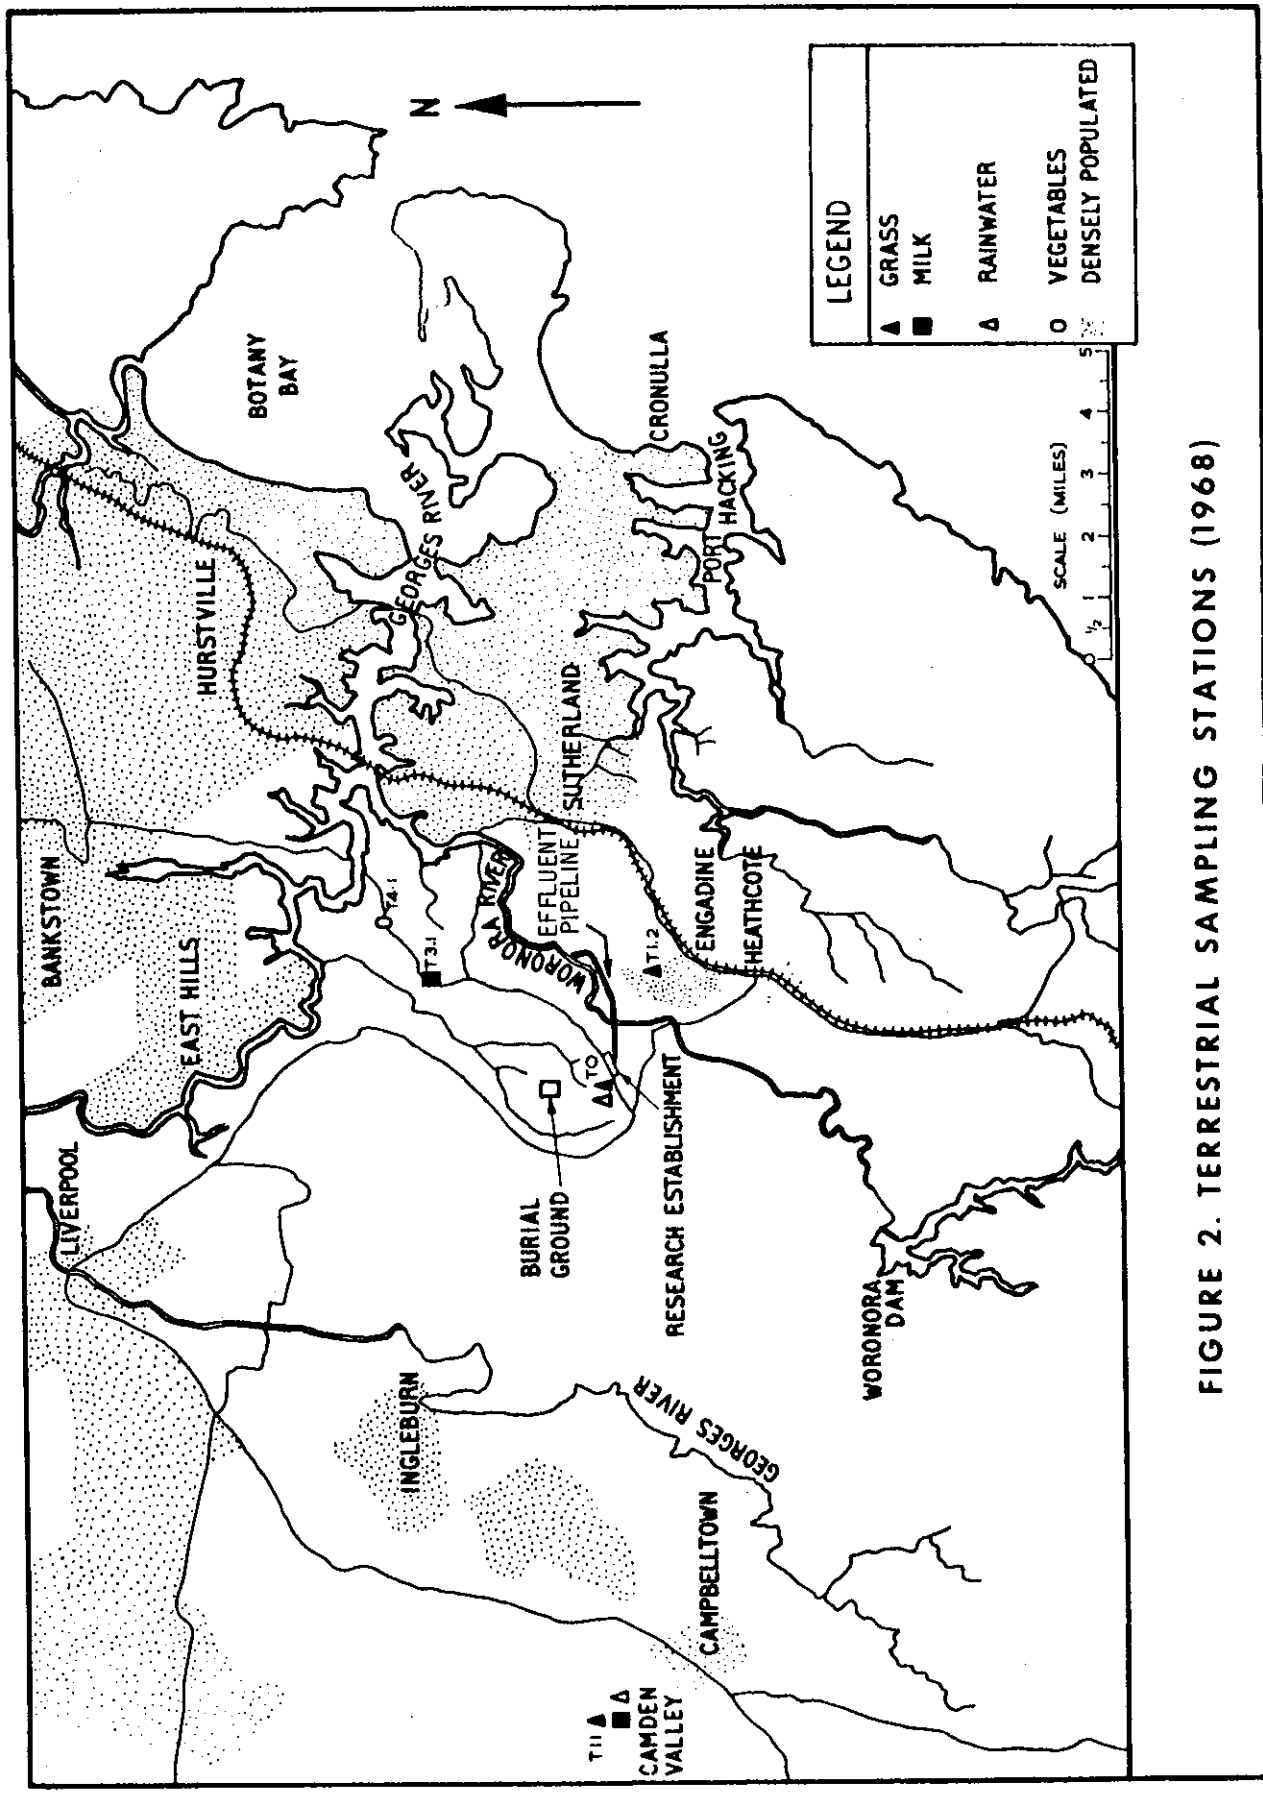 BANKSTOWN
LIVERPOOL
EAST HILLS
HURSTVILLE
BOTANY
BAY
N
INGLEBURN
GEORGES RIVER
T4·1
T3.1
WORONORA RIVER
EFFLUENT
PIPELINE
SUTHERLAND
CRONULLA
PORT HACKING
T11
CAMDEN
VALLEY
CAMPBELLTOWN
GEORGES RIVER
BURIAL
GROUND
TO
RESEARCH ESTABLISHMENT
T1.2
ENGADINE
HEATHCOTE
WORONORA
DAM
LEGEND
GRASS
MILK
RAINWATER
VEGETABLES
DENSELY POPULATED
SCALE (MILES)
0 ½ 1 2 3 4 5
FIGURE 2. TERRESTRIAL SAMPLING STATIONS (1968)